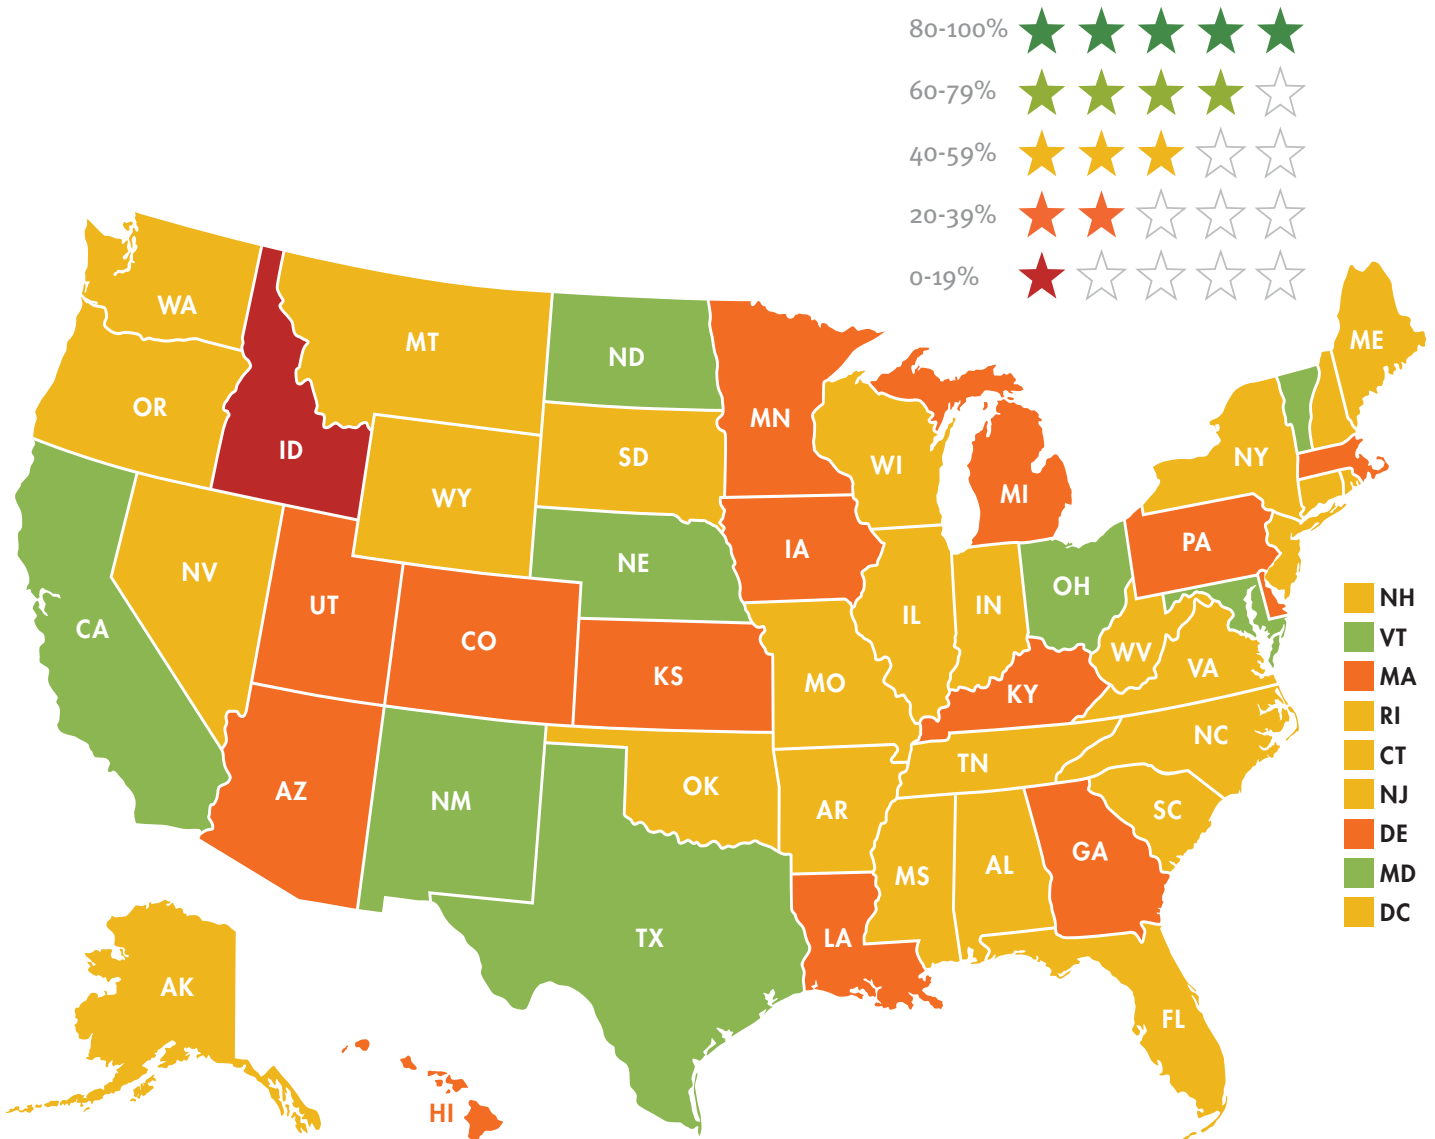 80-100%
60-79%
40-59%
20-39%
0-19%
WA
MT
ND
ME
OR
MN
ID
SD
WI
NY
WY
MI
IA
PA
NV
NE
OH
UT
IN
NH
CA
CO
IL
VT
KS
MO
WV
VA
MA
KY
RI
NC
TN
CT
AZ
NM
OK
AR
SC
NJ
DE
GA
MS
AL
MD
TX
LA
DC
AK
FL
HI